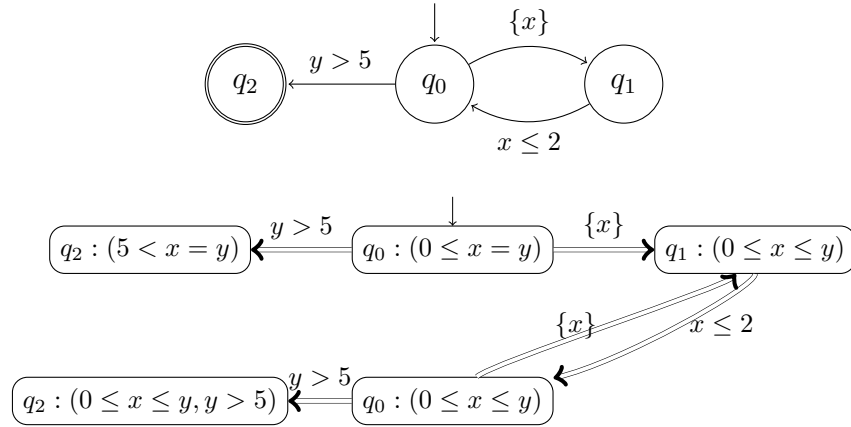 {x}
y > 5
q₂ q₀ q₁
x ≤ 2
y > 5 {x}
q₂ : (5 < x = y) q₀ : (0 ≤ x = y) q₁ : (0 ≤ x ≤ y)
{x} x ≤ 2
y > 5
q₂ : (0 ≤ x ≤ y, y > 5) q₀ : (0 ≤ x ≤ y)